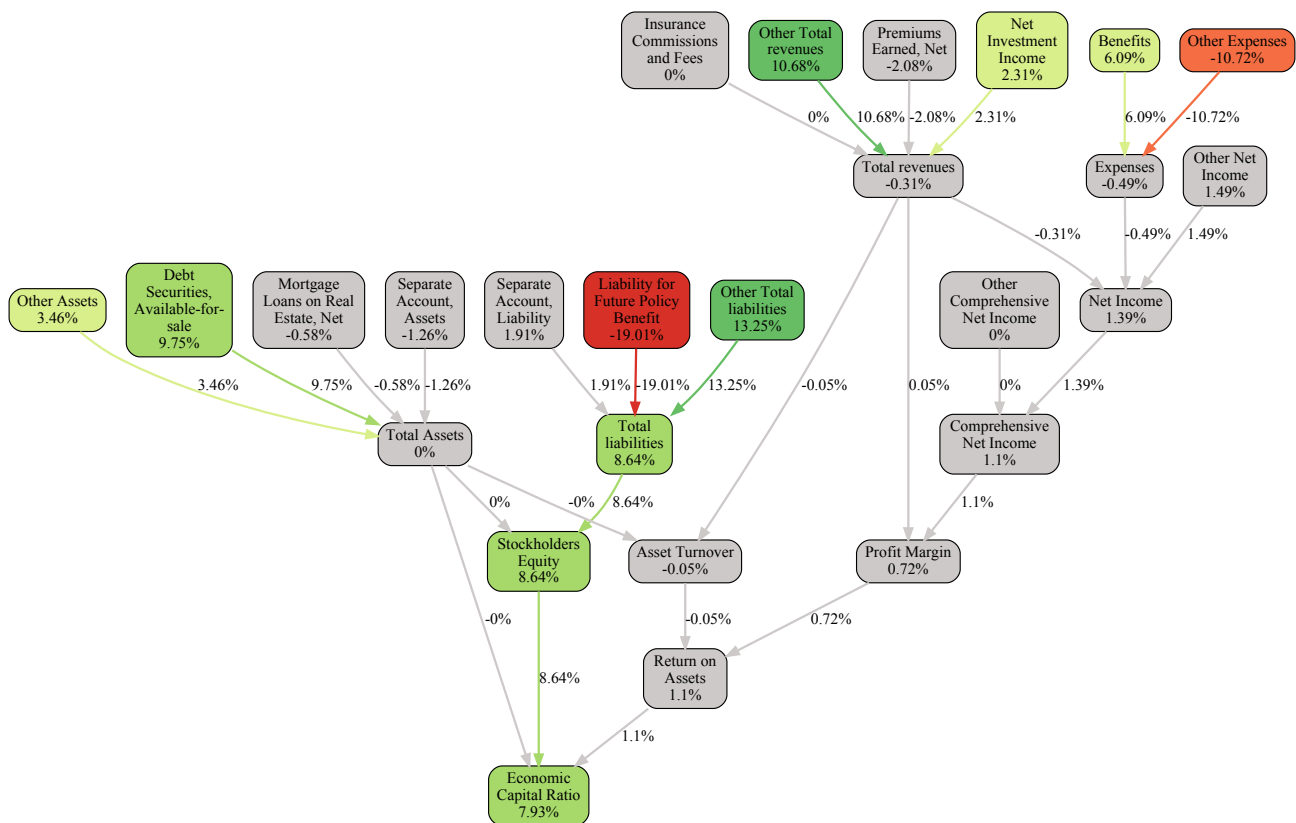 Insurance
Commissions
and Fees
0%
Other Total
revenues
10.68%
Premiums
Earned, Net
-2.08%
Net
Investment
Income
2.31%
Benefits
6.09%
Other Expenses
-10.72%
0%
10.68%
-2.08%
2.31%
6.09%
-10.72%
Total revenues
-0.31%
Expenses
-0.49%
Other Net
Income
1.49%
-0.31%
-0.49%
1.49%
Other Assets
3.46%
Debt
Securities,
Available-for-
sale
9.75%
Mortgage
Loans on Real
Estate, Net
-0.58%
Separate
Account,
Assets
-1.26%
Separate
Account,
Liability
1.91%
Liability for
Future Policy
Benefit
-19.01%
Other Total
liabilities
13.25%
Other
Comprehensive
Net Income
0%
Net Income
1.39%
3.46%
9.75%
-0.58%
-1.26%
1.91%
-19.01%
13.25%
-0.05%
0.05%
0%
1.39%
Total Assets
0%
Total
liabilities
8.64%
Comprehensive
Net Income
1.1%
0%
8.64%
-0%
1.1%
Stockholders
Equity
8.64%
Asset Turnover
-0.05%
Profit Margin
0.72%
-0%
8.64%
-0.05%
0.72%
Return on
Assets
1.1%
1.1%
Economic
Capital Ratio
7.93%